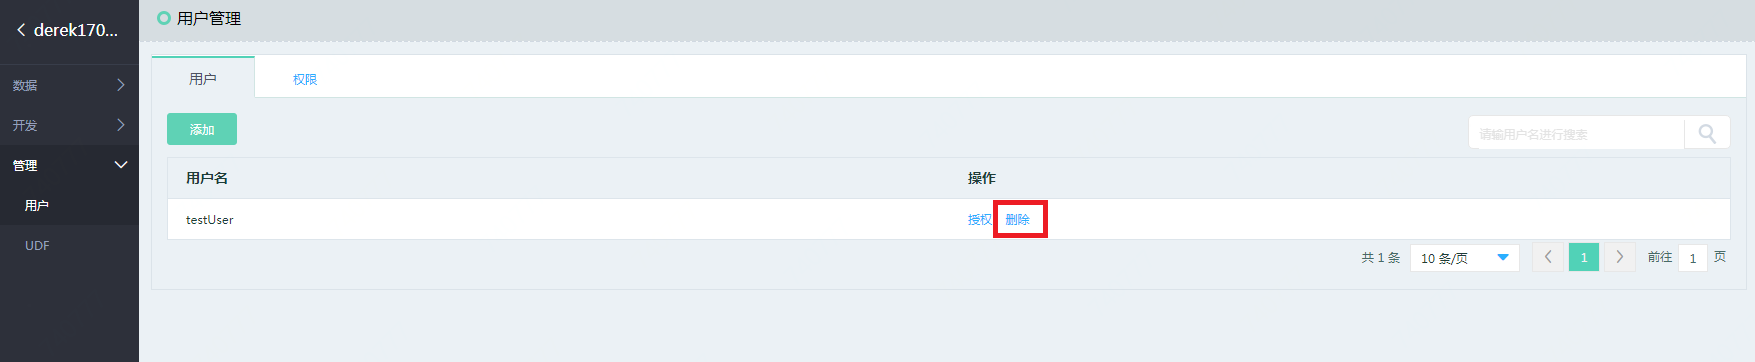 derek170...
用户管理
数据
开发
管理
用户
UDF
用户 权限
添加
请输用户名进行搜索
用户名 操作
testUser 授权 删除
共 1 条 10 条/页 1 前往 1 页